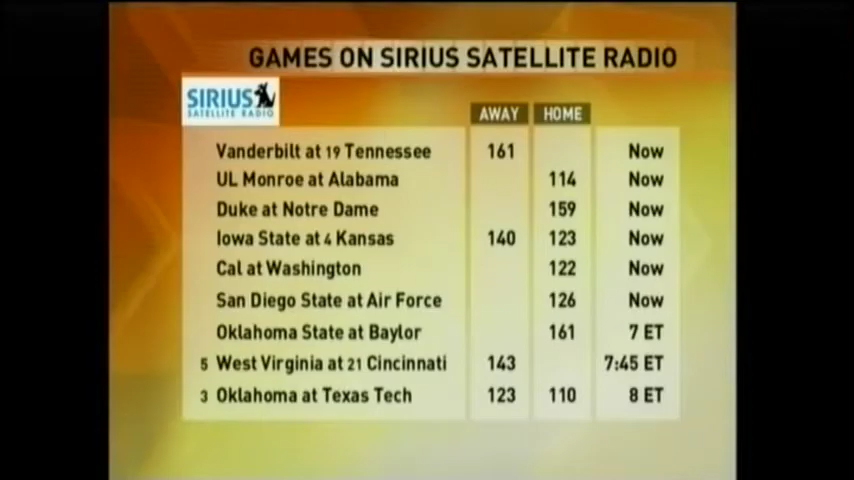 GAMES ON SIRIUS SATELLITE RADIO
SIRIUS
SATELLITE RADIO
AWAY HOME
Vanderbilt at 19 Tennessee 161 Now
UL Monroe at Alabama 114 Now
Duke at Notre Dame 159 Now
Iowa State at 4 Kansas 140 123 Now
Cal at Washington 122 Now
San Diego State at Air Force 126 Now
Oklahoma State at Baylor 161 7 ET
5 West Virginia at 21 Cincinnati 143 7:45 ET
3 Oklahoma at Texas Tech 123 110 8 ET